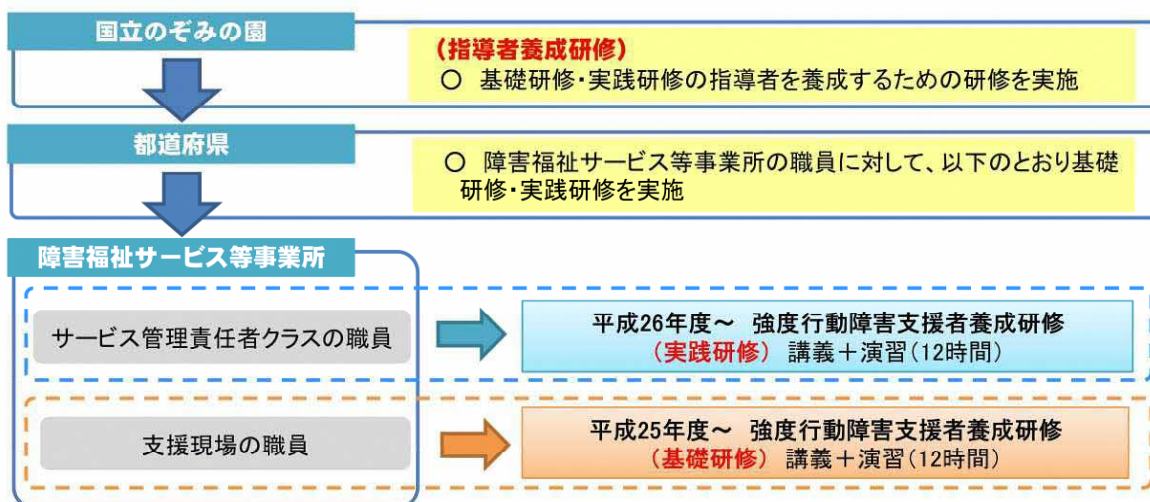 国立のぞみの園
(指導者養成研修)
○ 基礎研修・実践研修の指導者を養成するための研修を実施
都道府県
○ 障害福祉サービス等事業所の職員に対して、以下のとおり基礎
研修・実践研修を実施
障害福祉サービス等事業所
サービス管理責任者クラスの職員
平成26年度～ 強度行動障害支援者養成研修
(実践研修) 講義+演習(12時間)
支援現場の職員
平成25年度～ 強度行動障害支援者養成研修
(基礎研修) 講義+演習(12時間)